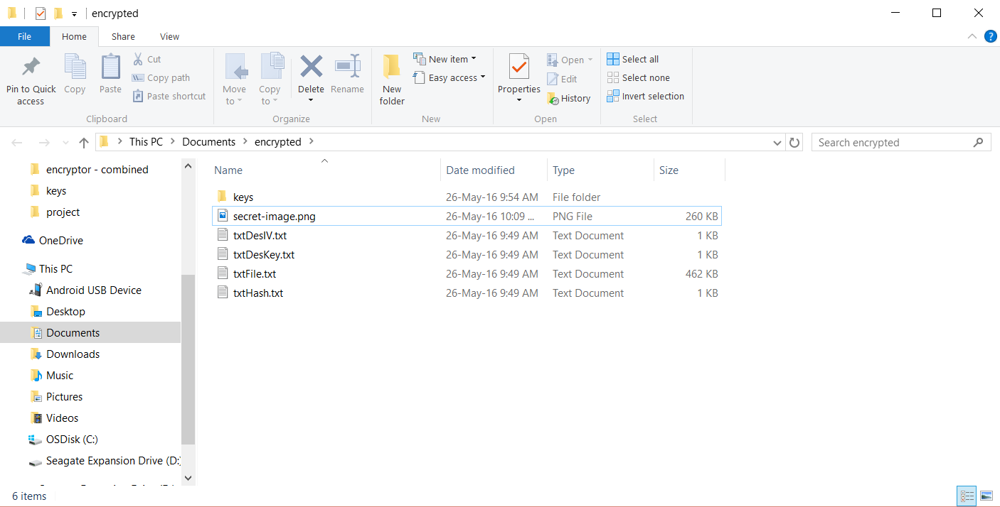 encrypted
File Home Share View
Pin to Quick access
Copy
Paste
Cut
Copy path
Paste shortcut
Clipboard
Move to
Copy to
Delete
Rename
Organize
New folder
New item
Easy access
New
Properties
Open
Edit
History
Open
Select all
Select none
Invert selection
Select
This PC Documents encrypted
Search encrypted
encryptor - combined
keys
project
OneDrive
This PC
Android USB Device
Desktop
Documents
Downloads
Music
Pictures
Videos
OSDisk (C:)
Seagate Expansion Drive (D:)
Name Date modified Type Size
keys 26-May-16 9:54 AM File folder
secret-image.png 26-May-16 10:09 ... PNG File 260 KB
txtDesIV.txt 26-May-16 9:49 AM Text Document 1 KB
txtDesKey.txt 26-May-16 9:49 AM Text Document 1 KB
txtFile.txt 26-May-16 9:49 AM Text Document 462 KB
txtHash.txt 26-May-16 9:49 AM Text Document 1 KB
6 items